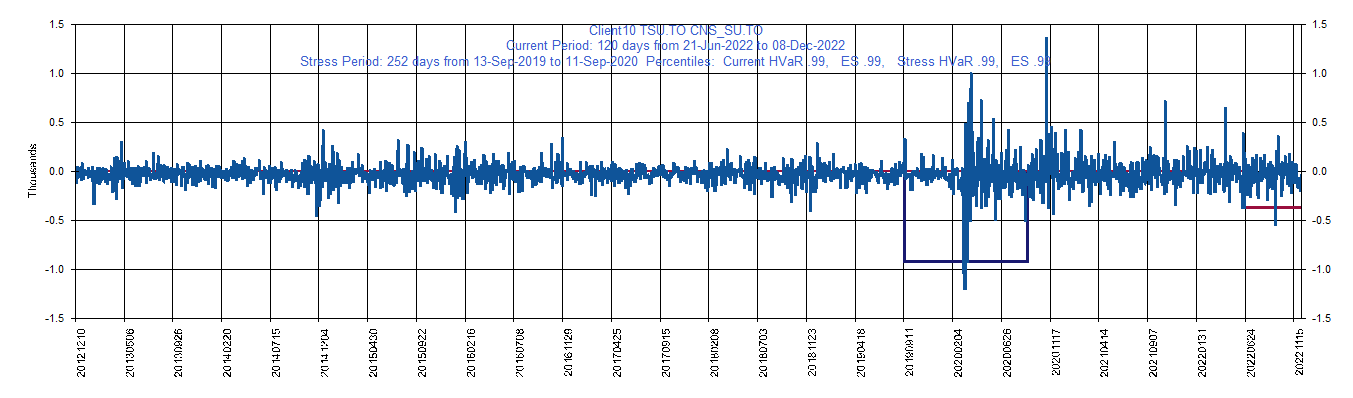 Client10 TSU.TO CNS_SU.TO
Current Period: 120 days from 21-Jun-2022 to 08-Dec-2022
Stress Period: 252 days from 13-Sep-2019 to 11-Sep-2020 Percentiles: Current HVaR .99, ES .99, Stress HVaR .99, ES .98
1.5 1.5
1.0 1.0
0.5 0.5
0.0 0.0
-0.5 -0.5
-1.0 -1.0
-1.5 -1.5
Thousands
20121210 20130506 20130926 20140220 20140715 20141204 20150430 20150922 20160216 20160708 20161129 20170425 20170915 20180208 20180703 20181123 20190418 20190911 20200204 20200626 20201117 20210414 20210907 20220131 20220624 20221115